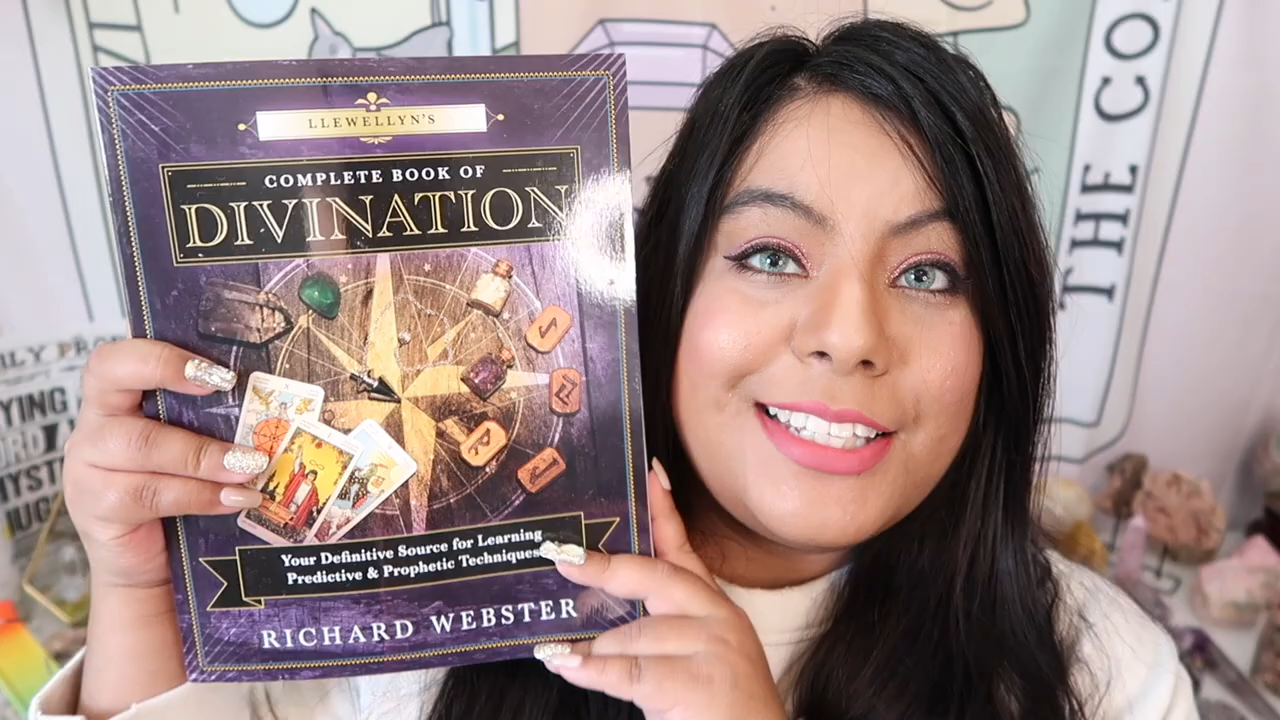 LLEWELLYN'S
COMPLETE BOOK OF
DIVINATION
Your Definitive Source for Learning
Predictive & Prophetic Techniques
RICHARD WEBSTER
THE CO